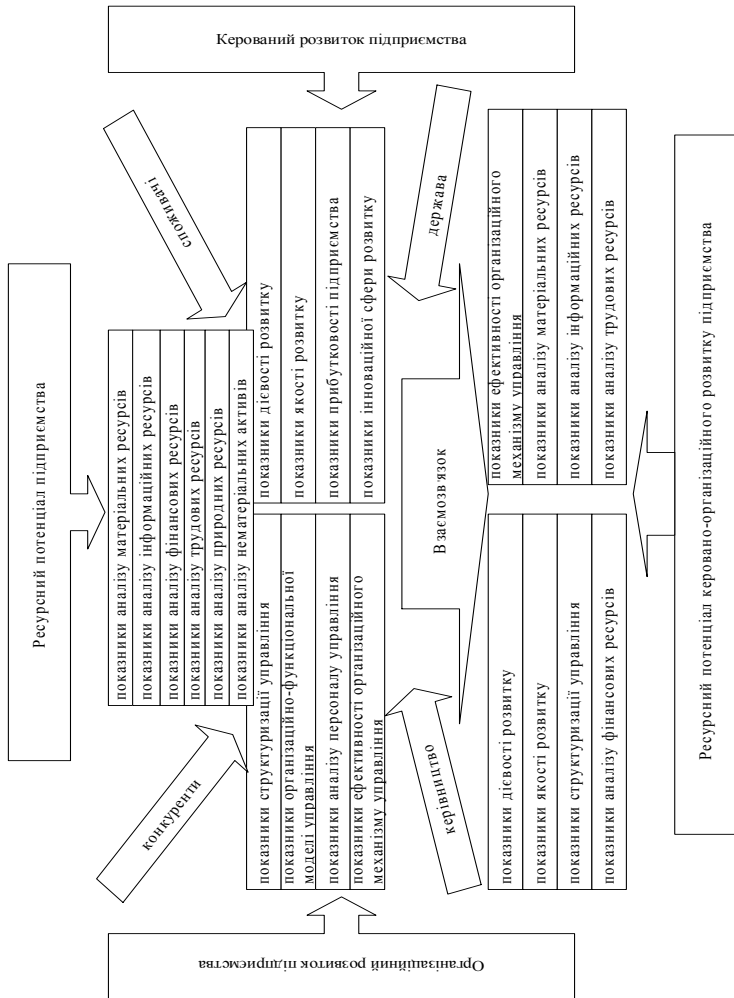 Керований розвиток підприємства
споживачі
держава
Ресурсний потенціал підприємства
показники аналізу матеріальних ресурсів
показники аналізу інформаційних ресурсів
показники аналізу фінансових ресурсів
показники аналізу трудових ресурсів
показники аналізу природних ресурсів
показники аналізу нематеріальних активів
показники дієвості розвитку
показники якості розвитку
показники прибутковості підприємства
показники інноваційної сфери розвитку
показники структуризації управління
показники організаційно-функціональної
моделі управління
показники аналізу персоналу управління
показники ефективності організаційного
механізму управління
Взаємозв'язок
показники ефективності організаційного
механізму управління
показники аналізу матеріальних ресурсів
показники аналізу інформаційних ресурсів
показники аналізу трудових ресурсів
показники дієвості розвитку
показники якості розвитку
показники структуризації управління
показники аналізу фінансових ресурсів
Ресурсний потенціал керовано-організаційного розвитку підприємства
конкуренти
керівництво
Організаційний розвиток підприємства